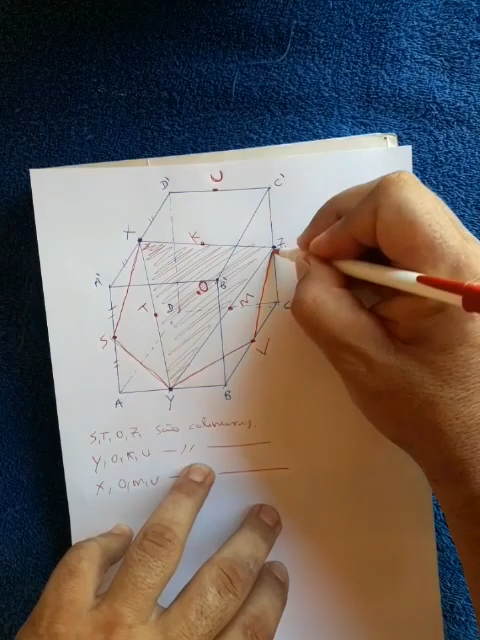 U
D' C'
X K Z
A' O B'
T D M C
S V
A Y B
S, T, O, Z, são colineares.
Y, O, K, U — // —
X, O, M, V —